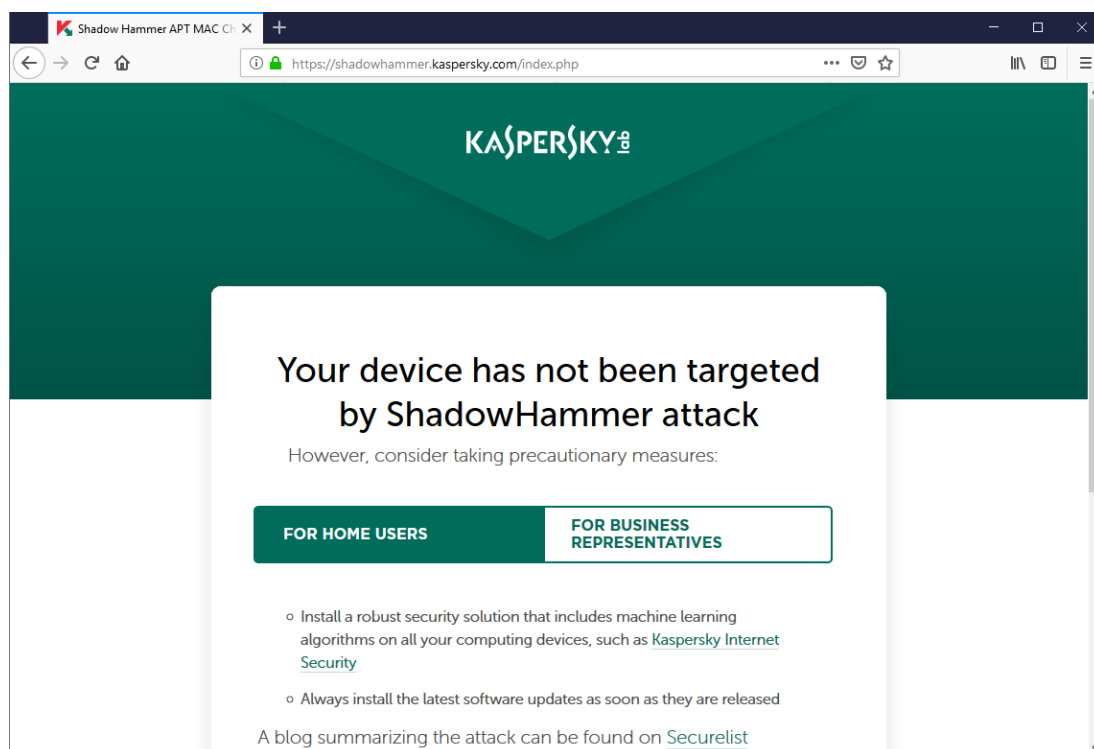 Shadow Hammer APT MAC Ch
https://shadowhammer.kaspersky.com/index.php
KASPERSKY lab
Your device has not been targeted
by ShadowHammer attack
However, consider taking precautionary measures:
FOR HOME USERS
FOR BUSINESS
REPRESENTATIVES
Install a robust security solution that includes machine learning
algorithms on all your computing devices, such as Kaspersky Internet
Security
Always install the latest software updates as soon as they are released
A blog summarizing the attack can be found on Securelist